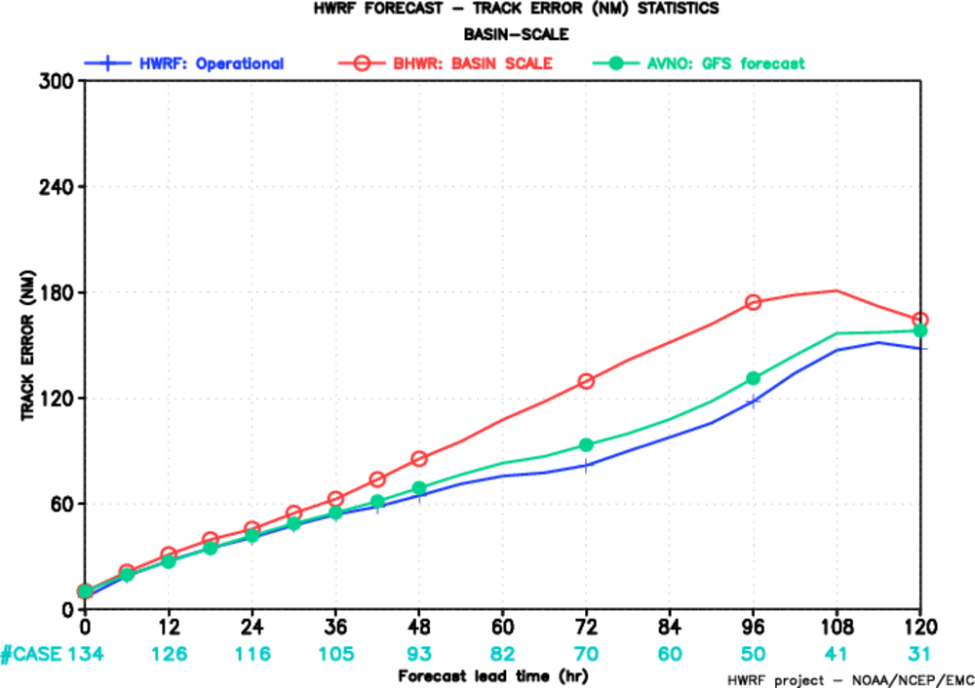 HWRF FORECAST – TRACK ERROR (NM) STATISTICS
BASIN–SCALE
HWRF: Operational BHWR: BASIN SCALE AVNO: GFS forecast
300
240
180
120
60
0
TRACK ERROR (NM)
0 12 24 36 48 60 72 84 96 108 120
#CASE 134 126 116 105 93 82 70 60 50 41 31
Forecast lead time (hr)
HWRF project – NOAA/NCEP/EMC